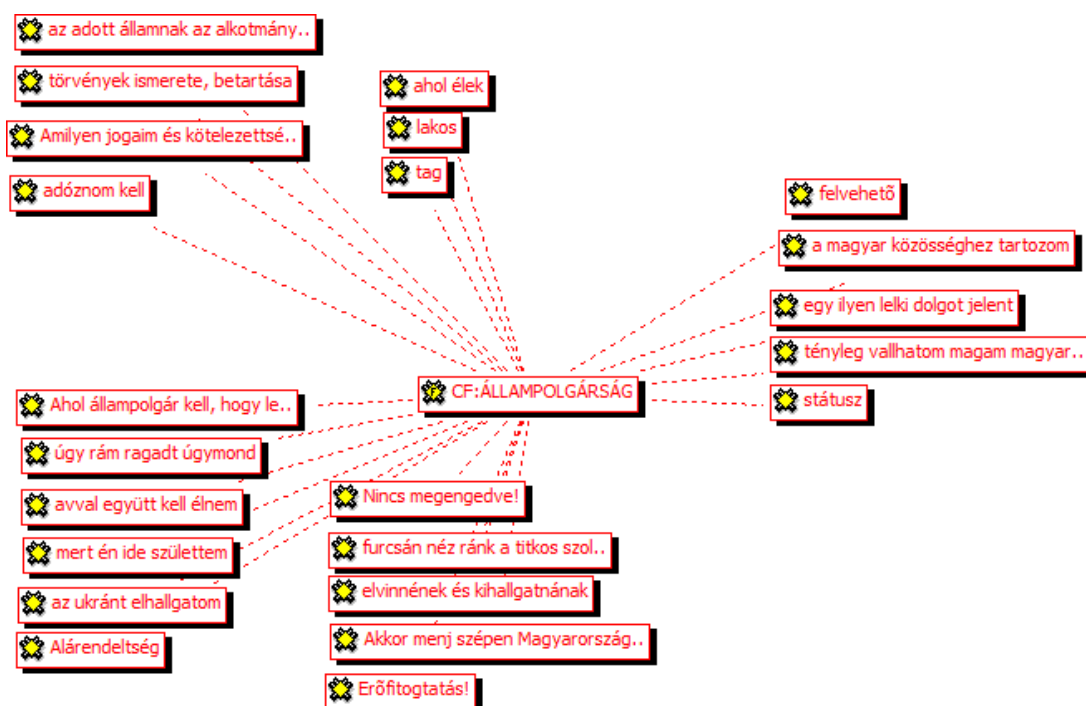 az adott államnak az alkotmány..
törvények ismerete, betartása
Amilyen jogaim és kötelezettsé..
adóznom kell
ahol élek
lakos
tag
felvehetõ
a magyar közösséghez tartozom
egy ilyen lelki dolgot jelent
tényleg vallhatom magam magyar..
státusz
CF:ÁLLAMPOLGÁRSÁG
Ahol állampolgár kell, hogy le..
úgy rám ragadt úgymond
avval együtt kell élnem
mert én ide születtem
az ukránt elhallgatom
Alárendeltség
Nincs megengedve!
furcsán néz ránk a titkos szol..
elvinnének és kihallgatnának
Akkor menj szépen Magyarország..
Erõfitogtatás!